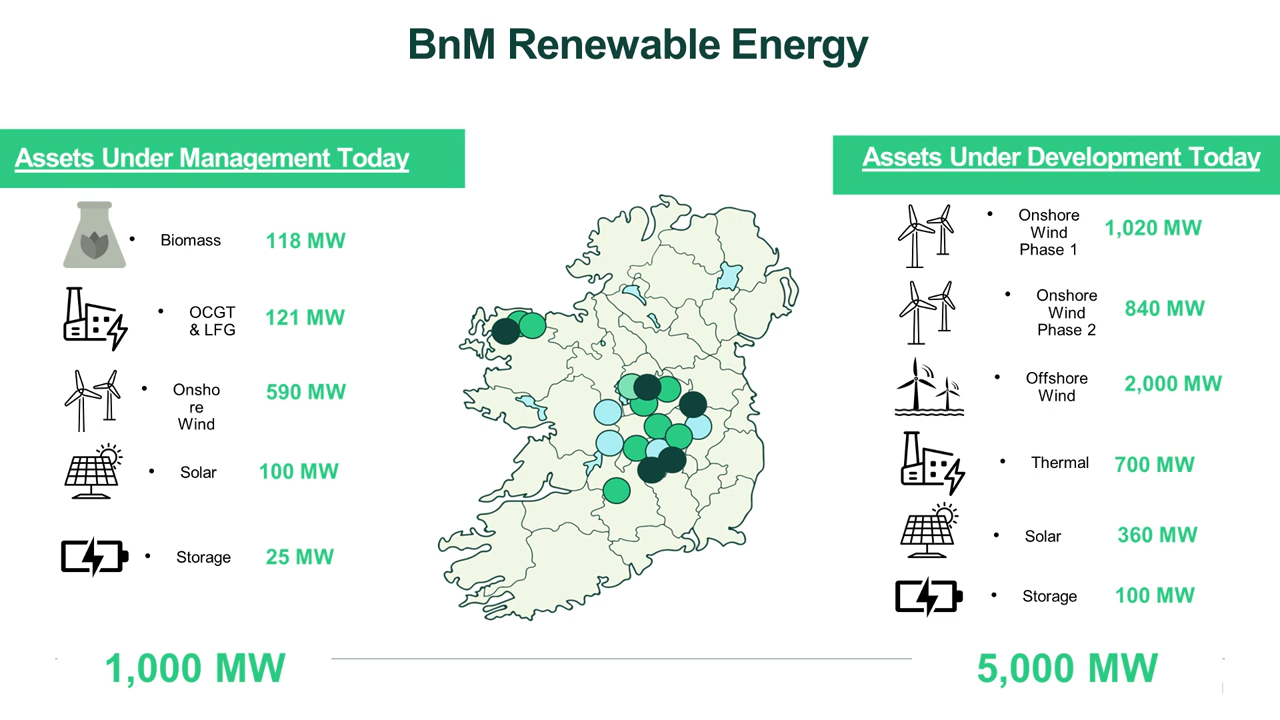 BnM Renewable Energy
Assets Under Management Today
• Biomass 118 MW
• OCGT
& LFG
121 MW
• Onsho
re
Wind
590 MW
• Solar 100 MW
• Storage 25 MW
1,000 MW
Assets Under Development Today
• Onshore
Wind
Phase 1
1,020 MW
• Onshore
Wind
Phase 2
840 MW
• Offshore
Wind
2,000 MW
• Thermal 700 MW
• Solar 360 MW
• Storage 100 MW
5,000 MW